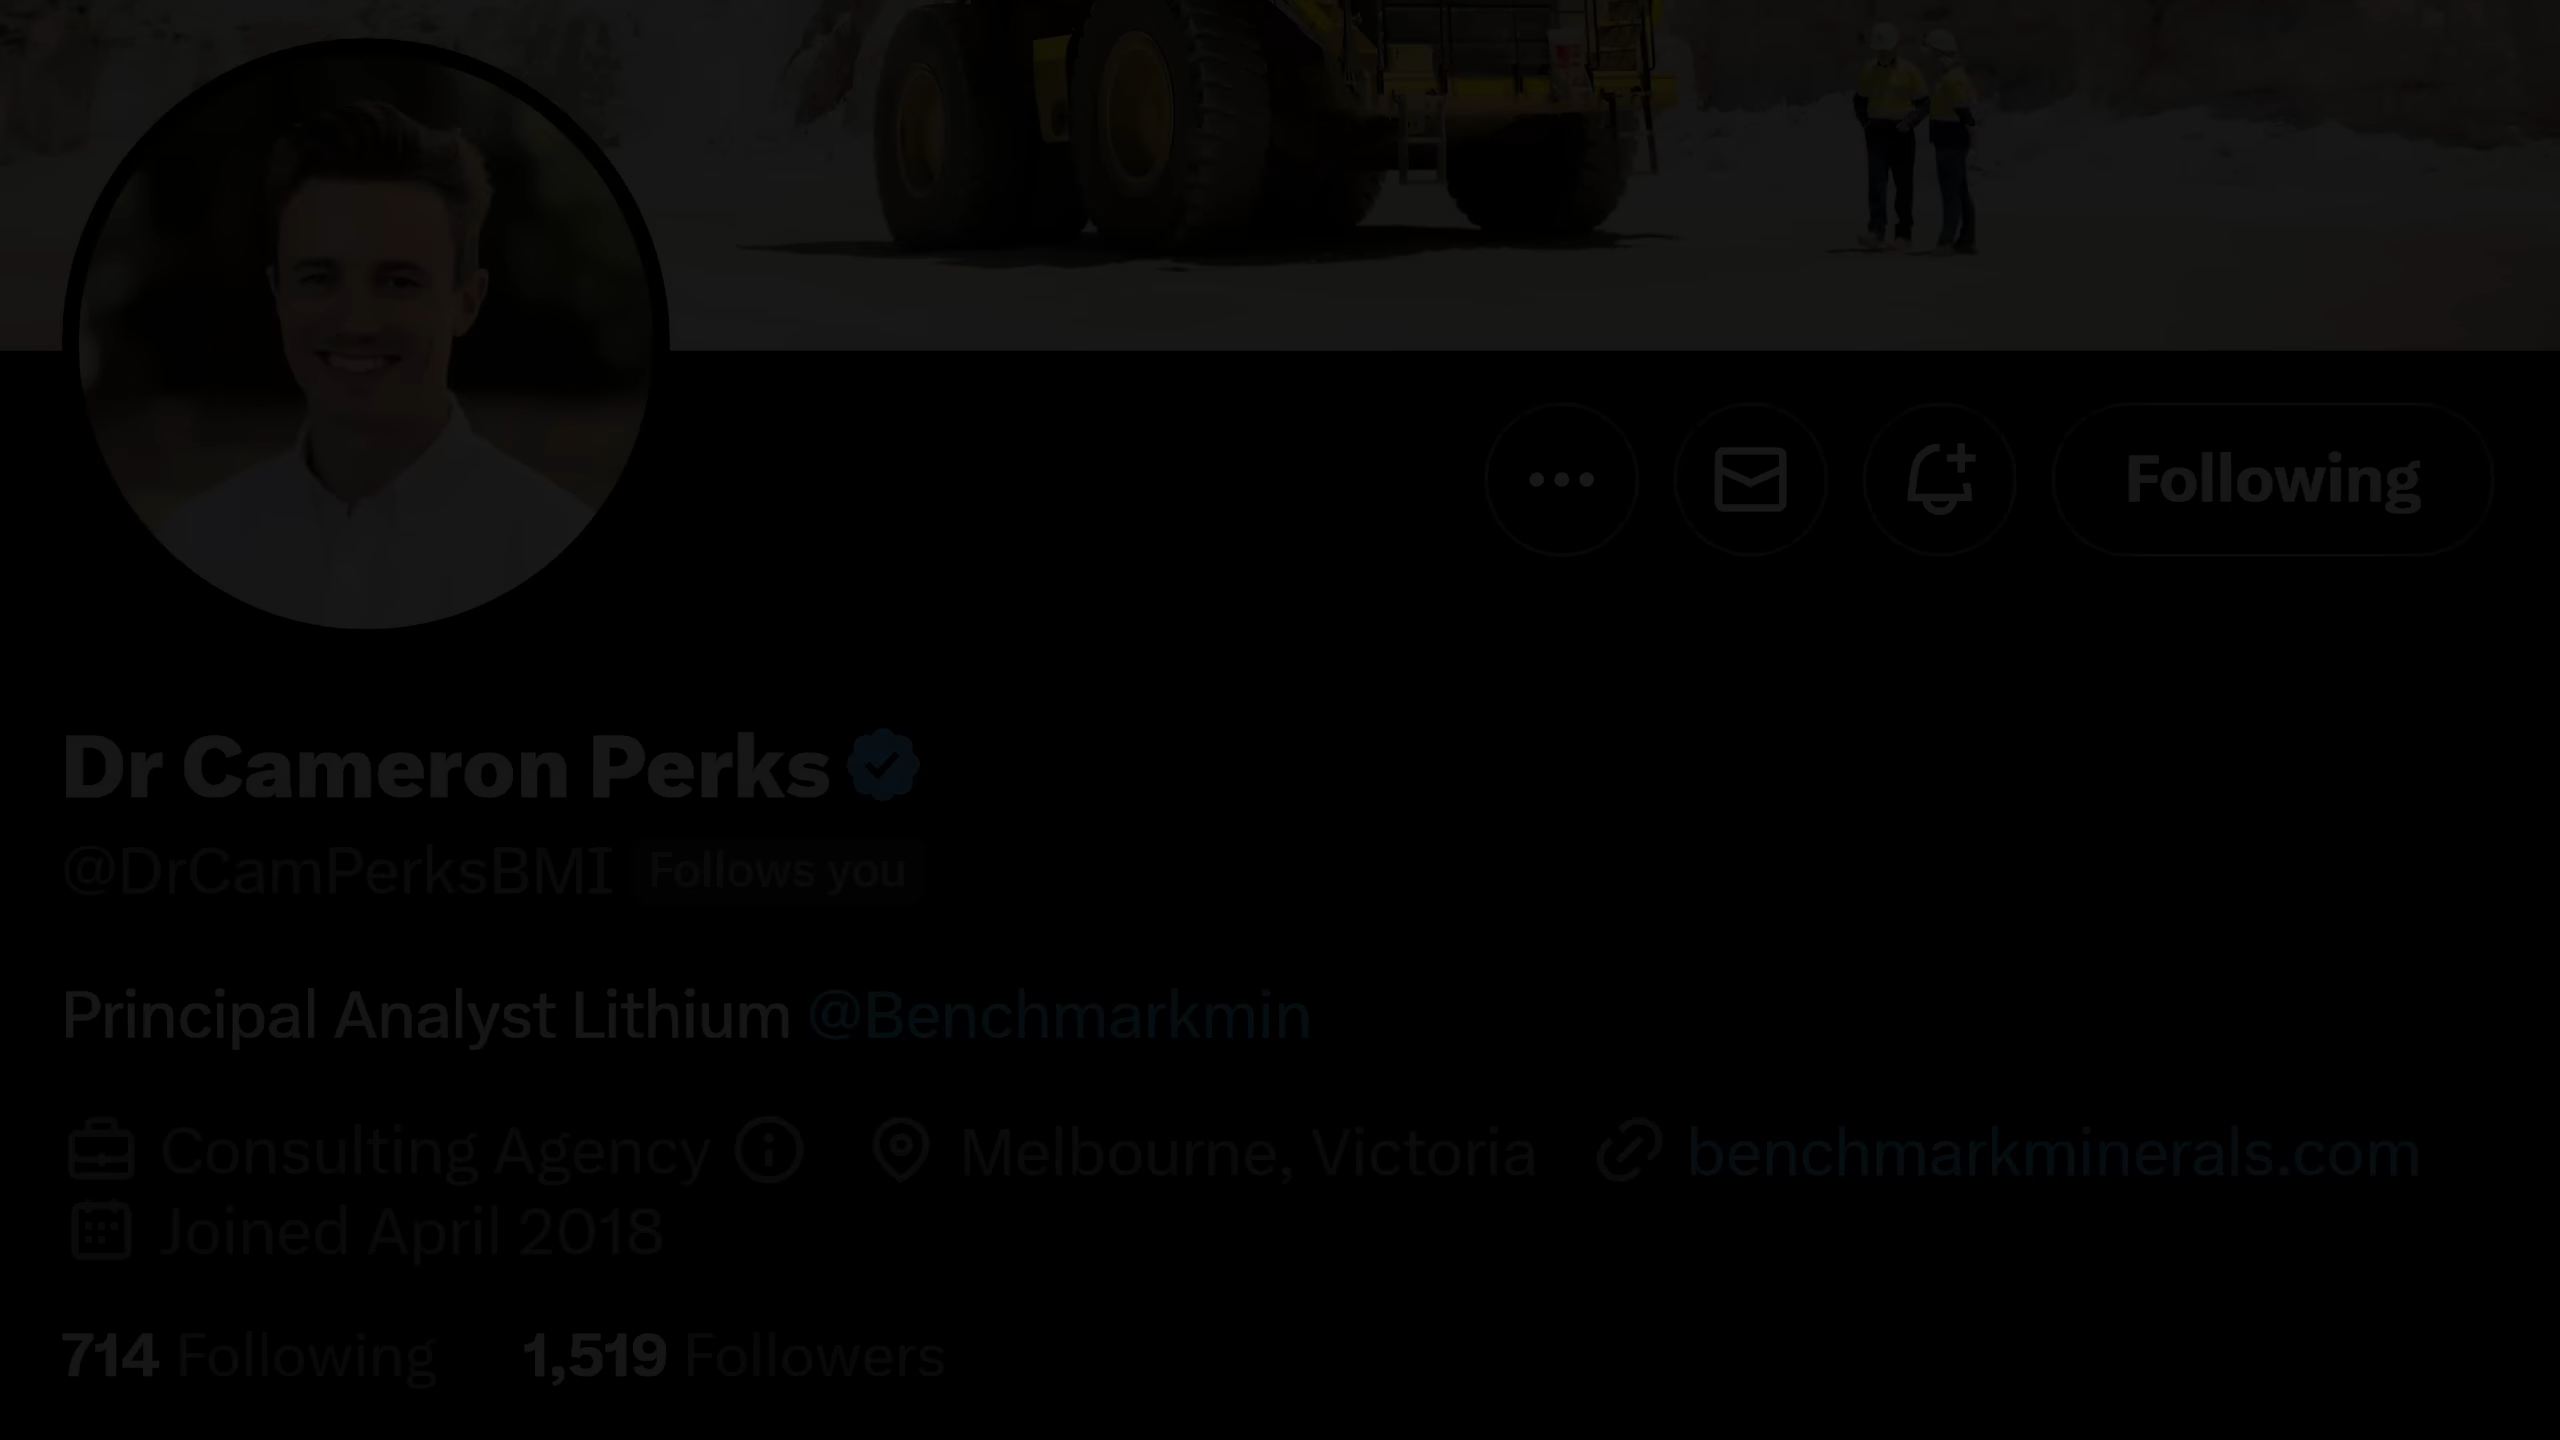 Following
Dr Cameron Perks
@DrCamPerksBMI Follows you
Principal Analyst Lithium @Benchmarkmin
Consulting Agency Melbourne, Victoria benchmarkminerals.com
Joined April 2018
714 Following 1,519 Followers